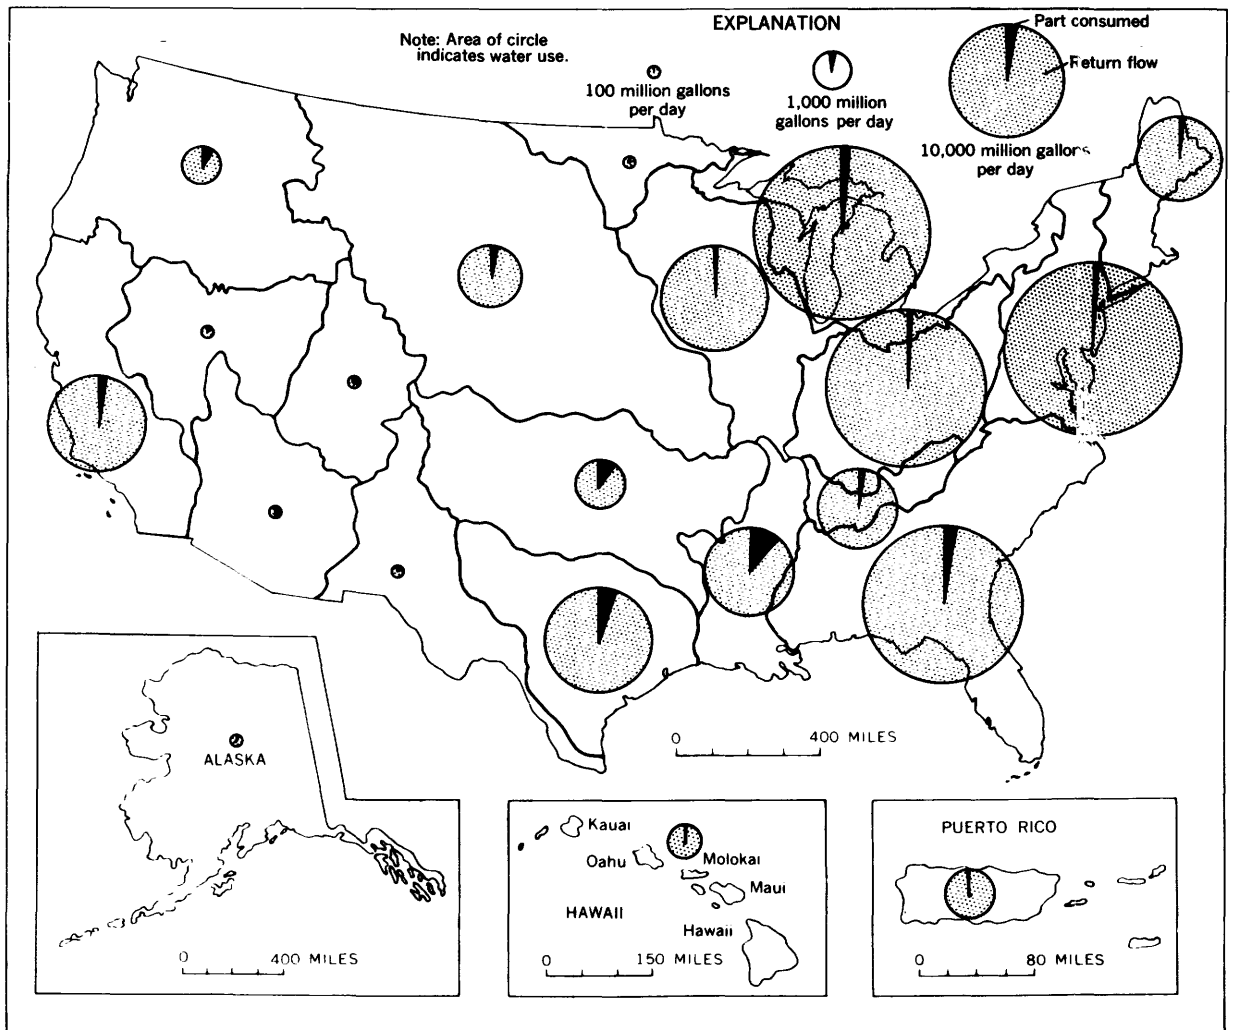 EXPLANATION
Note: Area of circle
indicates water use.
100 million gallons
per day
1,000 million
gallons per day
Part consumed
Return flow
10,000 million gallons
per day
0 400 MILES
ALASKA
0 400 MILES
Kauai
Oahu
Molokai
Maui
HAWAII
Hawaii
0 150 MILES
PUERTO RICO
0 80 MILES